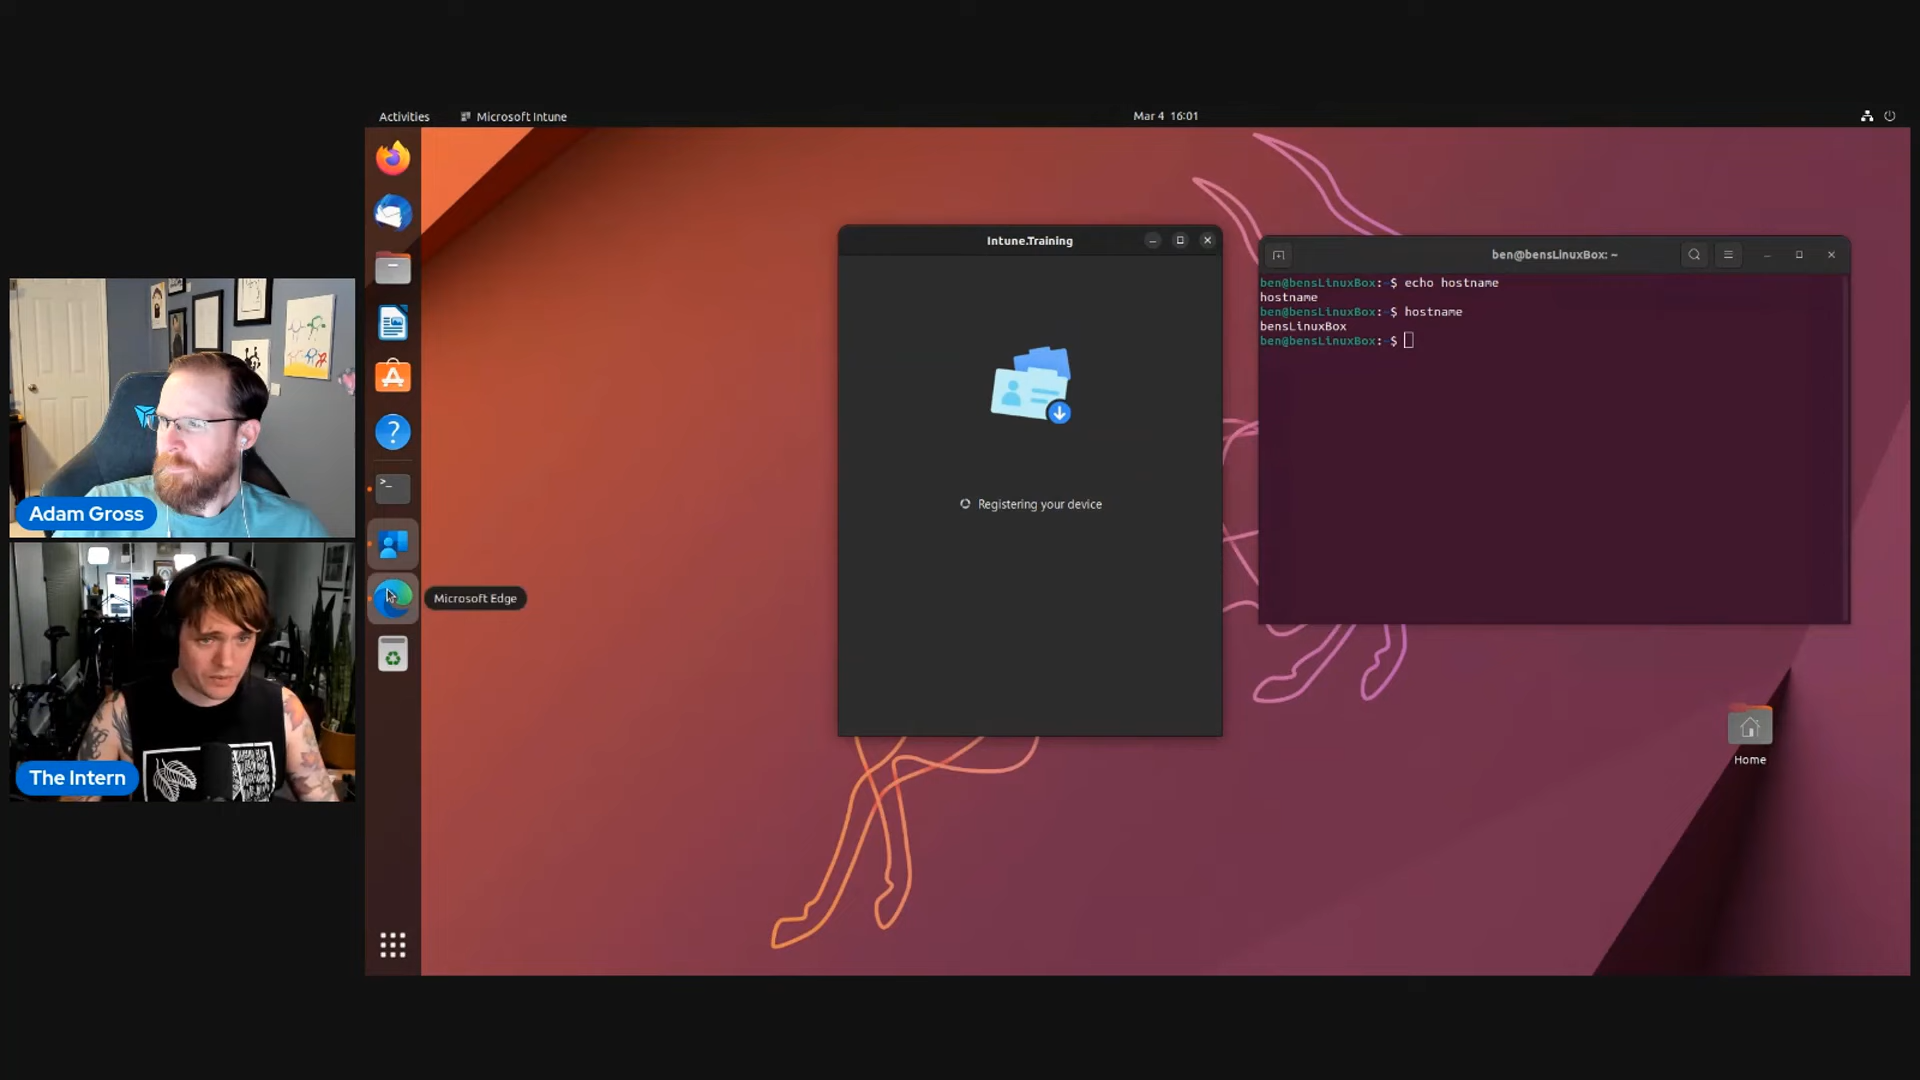 Activities
Microsoft Intune
Mar 4 16:01
Adam Gross
The Intern
Microsoft Edge
Intune.Training
Registering your device
ben@bensLinuxBox: ~
ben@bensLinuxBox:~$ echo hostname
hostname
ben@bensLinuxBox:~$ hostname
bensLinuxBox
ben@bensLinuxBox:~$
Home